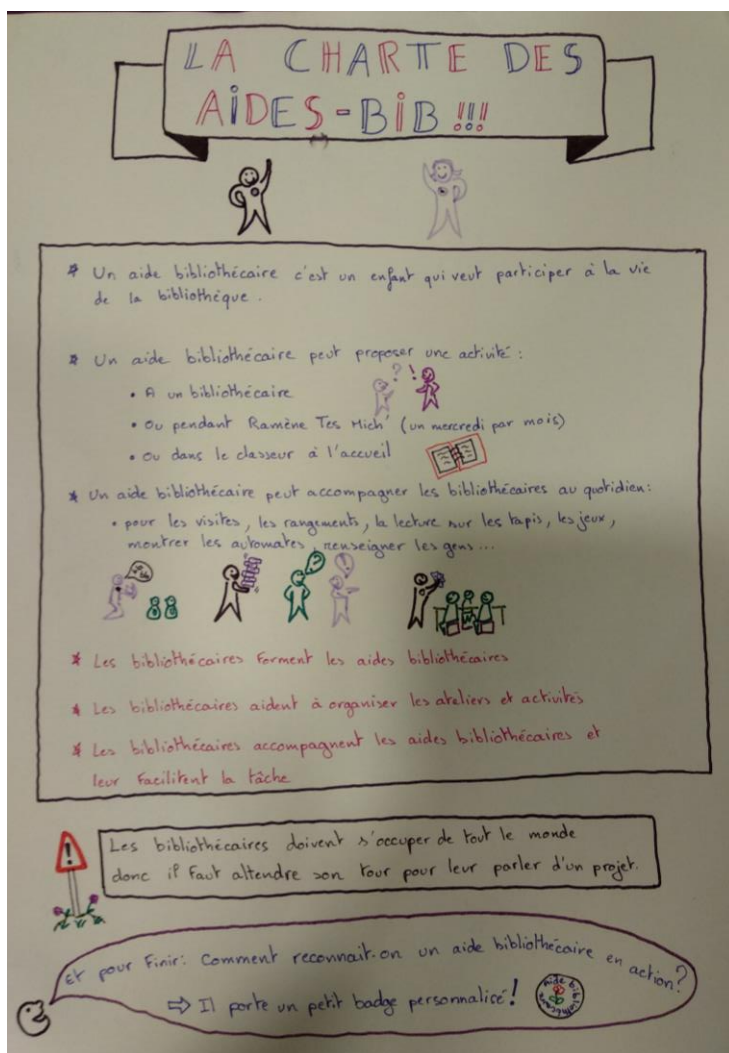 LA CHARTE DES
AIDES-BIB !!!
* Un aide bibliothécaire c'est un enfant qui veut participer à la vie
de la bibliothèque.
* Un aide bibliothécaire peut proposer une activité :
• A un bibliothécaire
? !
• Ou pendant Ramène Tes Mich' (un mercredi par mois)
• Ou dans le classeur à l'accueil
* Un aide bibliothécaire peut accompagner les bibliothécaires au quotidien :
• pour les visites, les rangements, la lecture sur les tapis, les jeux,
montrer les automates, renseigner les gens ...
* Les bibliothécaires forment les aides bibliothécaires
* Les bibliothécaires aident à organiser les ateliers et activités
* Les bibliothécaires accompagnent les aides bibliothécaires et
leur facilitent la tâche
!
Les bibliothécaires doivent s'occuper de tout le monde
donc il faut attendre son tour pour leur parler d'un projet.
Et pour finir : Comment reconnait-on un aide bibliothécaire en action ?
⇒ Il porte un petit badge personnalisé !
Aide bibliothécaire